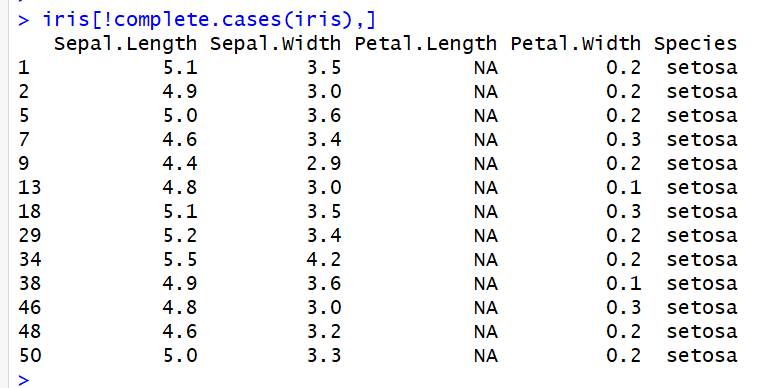 > iris[!complete.cases(iris),]
   Sepal.Length Sepal.Width Petal.Length Petal.Width Species
1           5.1         3.5           NA         0.2  setosa
2           4.9         3.0           NA         0.2  setosa
5           5.0         3.6           NA         0.2  setosa
7           4.6         3.4           NA         0.3  setosa
9           4.4         2.9           NA         0.2  setosa
13          4.8         3.0           NA         0.1  setosa
18          5.1         3.5           NA         0.3  setosa
29          5.2         3.4           NA         0.2  setosa
34          5.5         4.2           NA         0.2  setosa
38          4.9         3.6           NA         0.1  setosa
46          4.8         3.0           NA         0.3  setosa
48          4.6         3.2           NA         0.2  setosa
50          5.0         3.3           NA         0.2  setosa
>